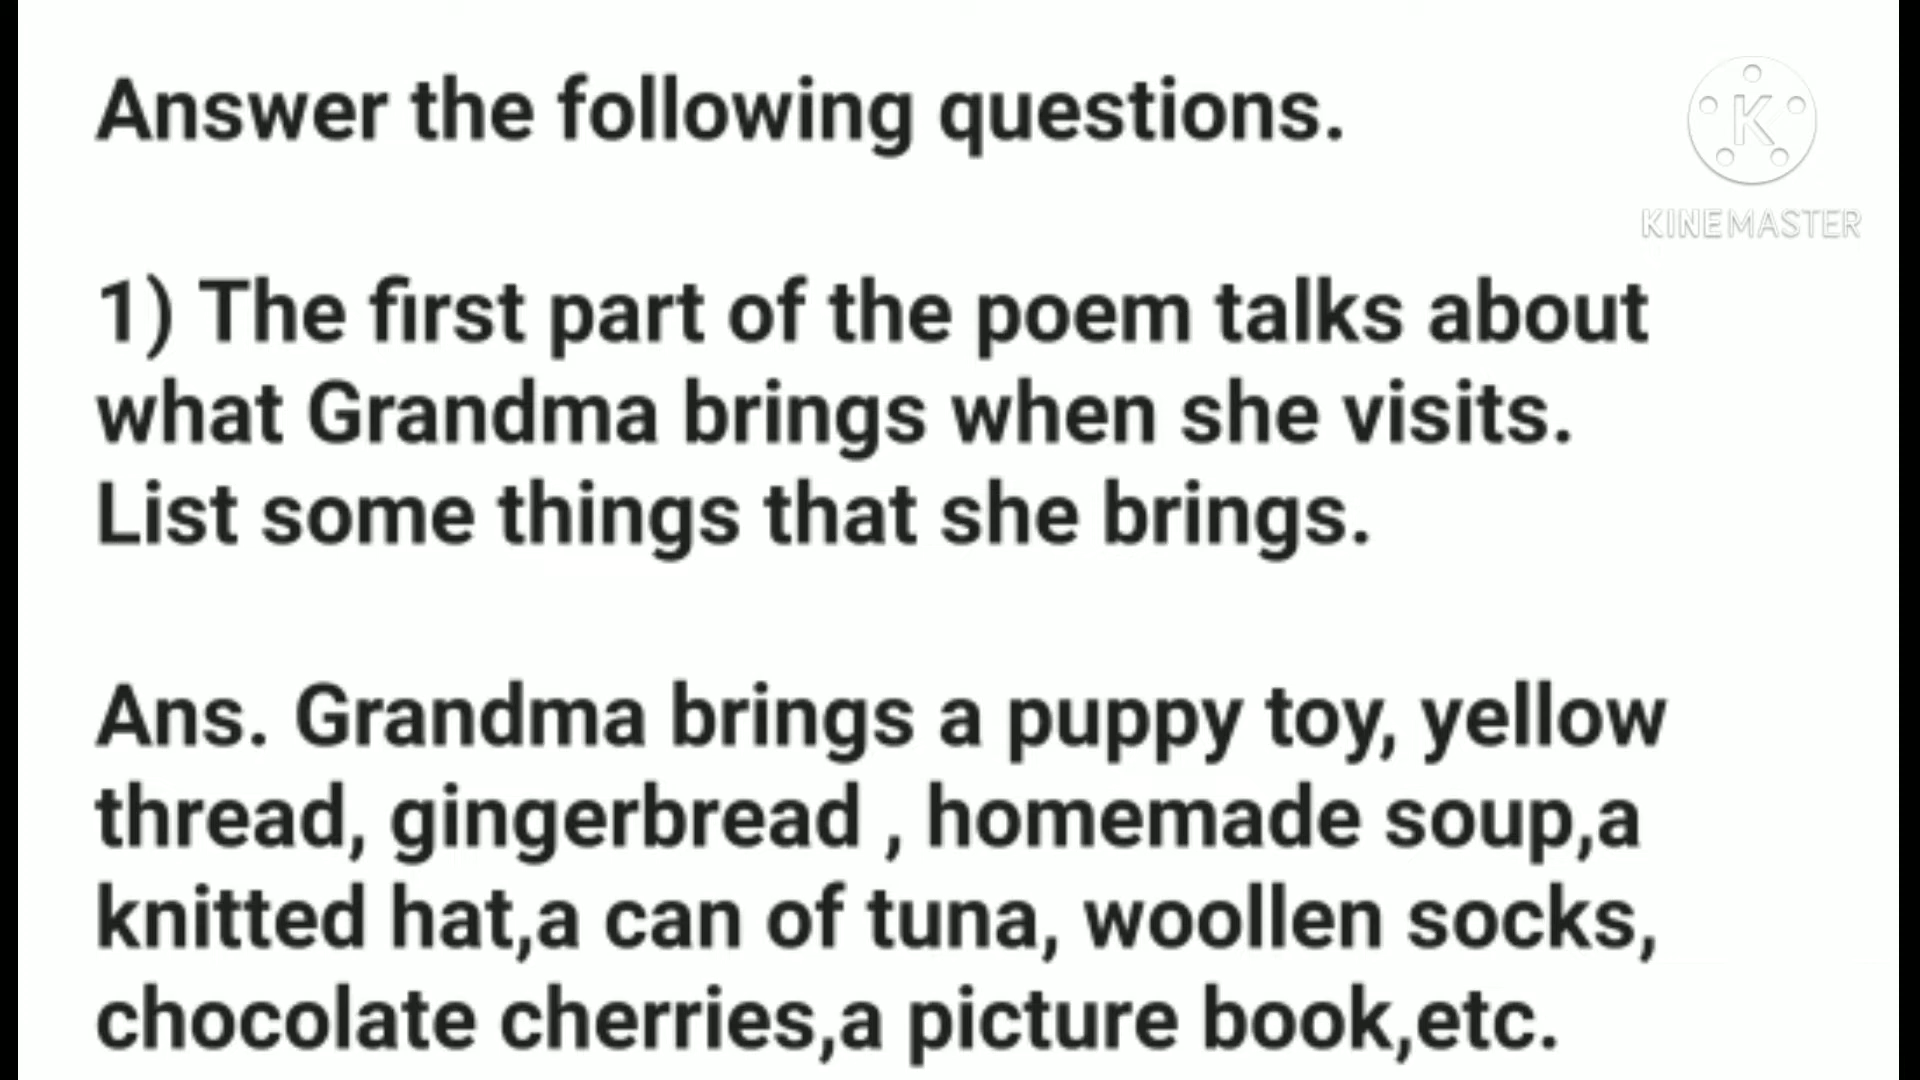 Answer the following questions.
K
KINEMASTER
1) The first part of the poem talks about
what Grandma brings when she visits.
List some things that she brings.
Ans. Grandma brings a puppy toy, yellow
thread, gingerbread , homemade soup,a
knitted hat,a can of tuna, woollen socks,
chocolate cherries,a picture book,etc.